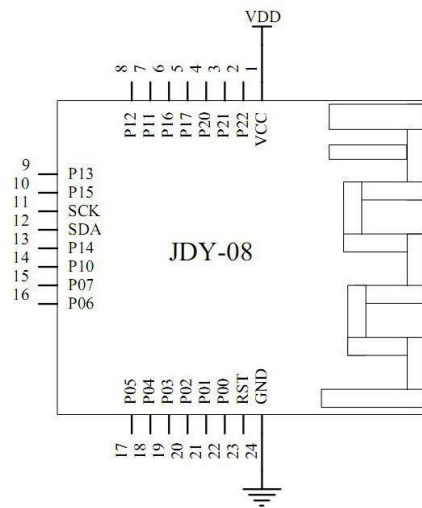 VDD
8 7 6 5 4 3 2 1
P12 P11 P16 P17 P20 P21 P22 VCC
9 P13
10 P15
11 SCK
12 SDA
13 P14
14 P10
15 P07
16 P06
JDY-08
P05 P04 P03 P02 P01 P00 RST GND
17 18 19 20 21 22 23 24